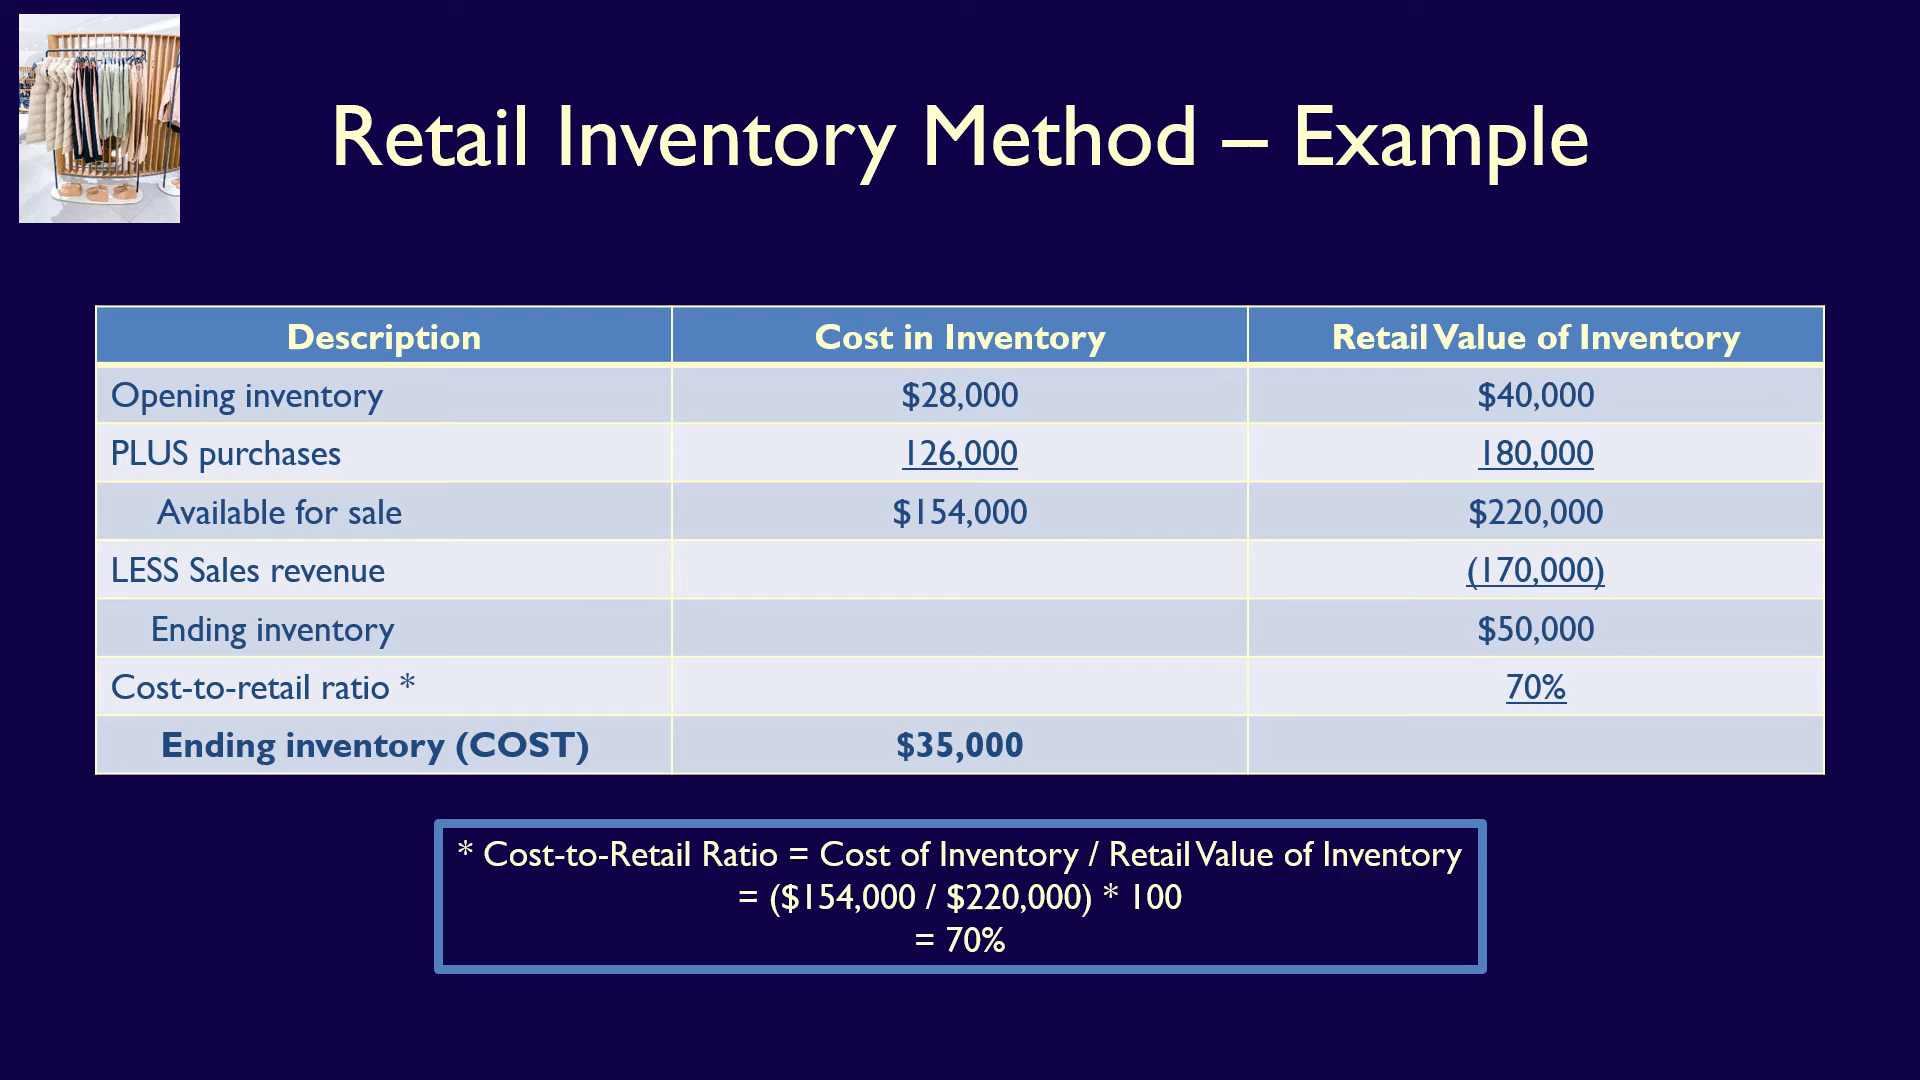 Retail Inventory Method – Example
Description Cost in Inventory Retail Value of Inventory
Opening inventory $28,000 $40,000
PLUS purchases 126,000 180,000
Available for sale $154,000 $220,000
LESS Sales revenue (170,000)
Ending inventory $50,000
Cost-to-retail ratio * 70%
Ending inventory (COST) $35,000
* Cost-to-Retail Ratio = Cost of Inventory / Retail Value of Inventory
= ($154,000 / $220,000) * 100
= 70%